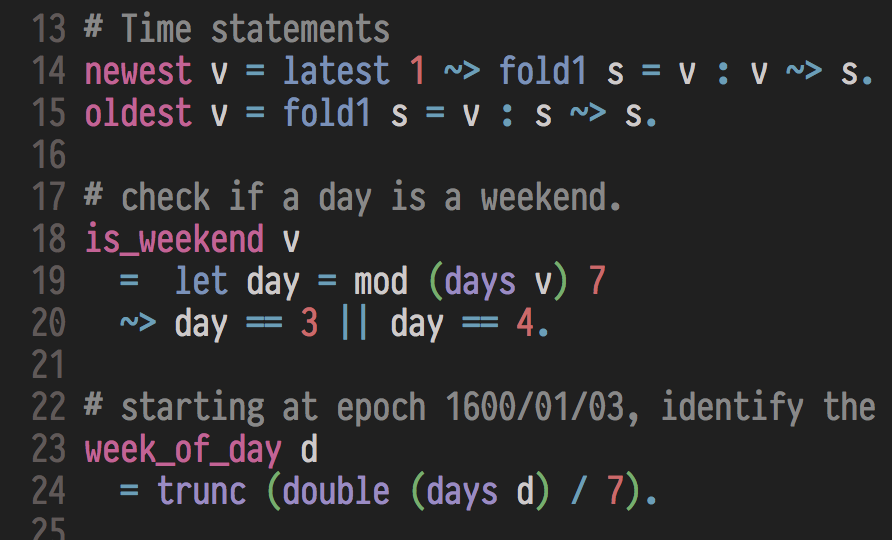 13 # Time statements
14 newest v = latest 1 ~> fold1 s = v : v ~> s.
15 oldest v = fold1 s = v : s ~> s.
16
17 # check if a day is a weekend.
18 is_weekend v
19   =  let day = mod (days v) 7
20   ~> day == 3 || day == 4.
21
22 # starting at epoch 1600/01/03, identify the
23 week_of_day d
24   = trunc (double (days d) / 7).
25